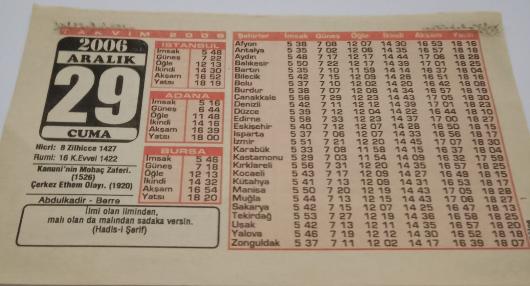 TAKVİM 2006
2006
ARALIK
29
CUMA
Hicri: 8 Zilhicce 1427
Rumi: 16 K.Evvel 1422
Kanuni'nin Mohaç Zaferi.
(1526)
Çerkez Ethem Olayı. (1920)
Abdulkadir - Berre
İlmi olan ilminden,
malı olan da malından sadaka versin.
(Hadis-i Şerif)
İSTANBUL
İmsak 5 48
Güneş 7 22
Öğle 12 13
İkindi 14 30
Akşam 16 52
Yatsı 18 19
ADANA
İmsak 5 16
Güneş 6 44
Öğle 11 48
İkindi 14 16
Akşam 16 39
Yatsı 18 00
BURSA
İmsak 5 46
Güneş 7 18
Öğle 12 13
İkindi 14 32
Akşam 16 54
Yatsı 18 20
Şehirler İmsak Güneş Öğle İkindi Akşam Yatsı
Afyon 5 38 7 08 12 07 14 30 16 53 18 16
Antalya 5 35 7 02 12 06 14 35 16 57 18 18
Aydın 5 48 7 17 12 17 14 44 17 06 18 28
Balıkesir 5 50 7 22 12 17 14 39 17 01 18 25
Bartın 5 35 7 10 11 59 14 16 16 37 18 04
Bilecik 5 42 7 15 12 09 14 28 16 51 18 16
Bolu 5 37 7 10 12 02 14 20 16 42 18 08
Burdur 5 38 7 07 12 08 14 34 16 57 18 19
Çanakkale 5 56 7 29 12 23 14 43 17 05 18 30
Denizli 5 42 7 11 12 12 14 39 17 01 18 23
Düzce 5 39 7 12 12 04 14 22 16 44 18 10
Edirne 5 58 7 33 12 23 14 37 17 00 18 27
Eskişehir 5 40 7 12 12 07 14 28 16 50 18 15
Isparta 5 37 7 06 12 07 14 33 16 56 18 17
İzmir 5 51 7 21 12 20 14 45 17 07 18 30
Karabük 5 33 7 08 11 58 14 15 16 37 18 04
Kastamonu 5 29 7 03 11 54 14 09 16 32 17 59
Kırklareli 5 56 7 31 12 20 14 35 16 57 18 25
Kocaeli 5 43 7 17 12 09 14 27 16 49 18 15
Kütahya 5 41 7 13 12 09 14 31 16 53 18 17
Manisa 5 50 7 20 12 19 14 43 17 05 18 28
Muğla 5 44 7 13 12 15 14 43 17 06 18 27
Sakarya 5 42 7 15 12 07 14 25 16 47 18 13
Tekirdağ 5 53 7 27 12 19 14 36 16 58 18 25
Uşak 5 42 7 13 12 11 14 35 16 57 18 20
Yalova 5 46 7 19 12 12 14 30 16 52 18 18
Zonguldak 5 37 7 11 12 02 14 17 16 39 18 07